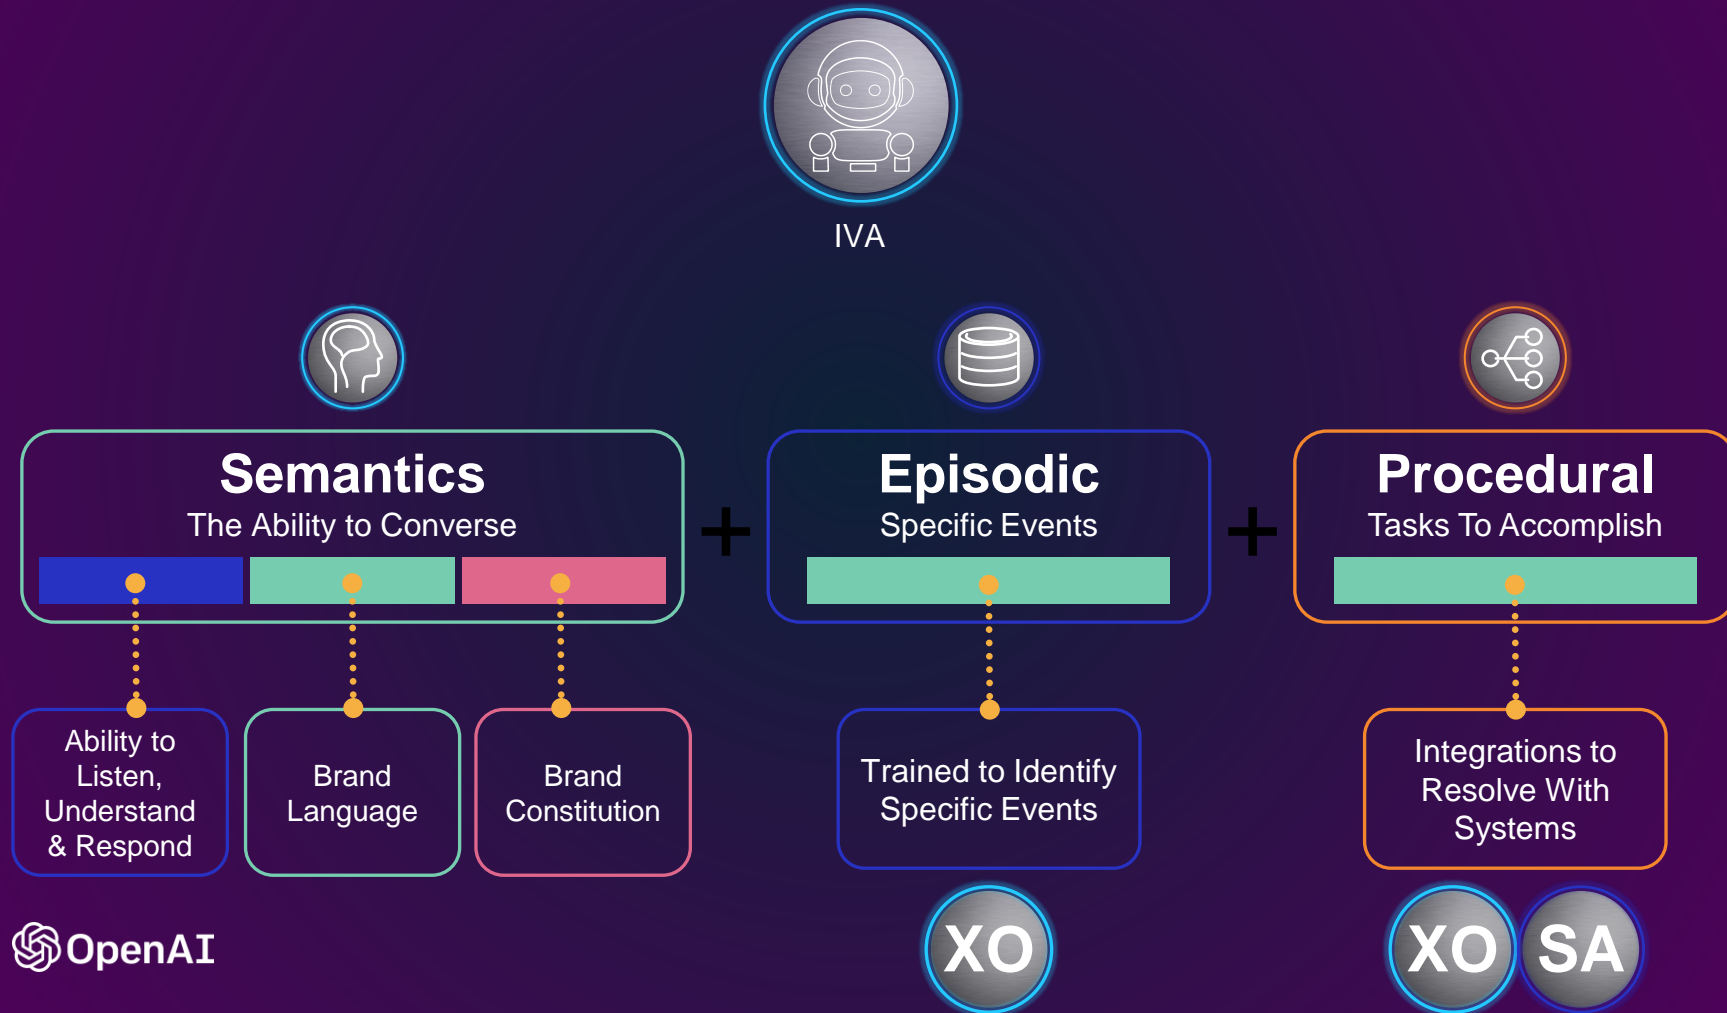 IVA
Semantics
The Ability to Converse
Episodic
Specific Events
Procedural
Tasks To Accomplish
Ability to
Listen,
Understand
& Respond
Brand
Language
Brand
Constitution
Trained to Identify
Specific Events
Integrations to
Resolve With
Systems
OpenAI
XO
XO
SA